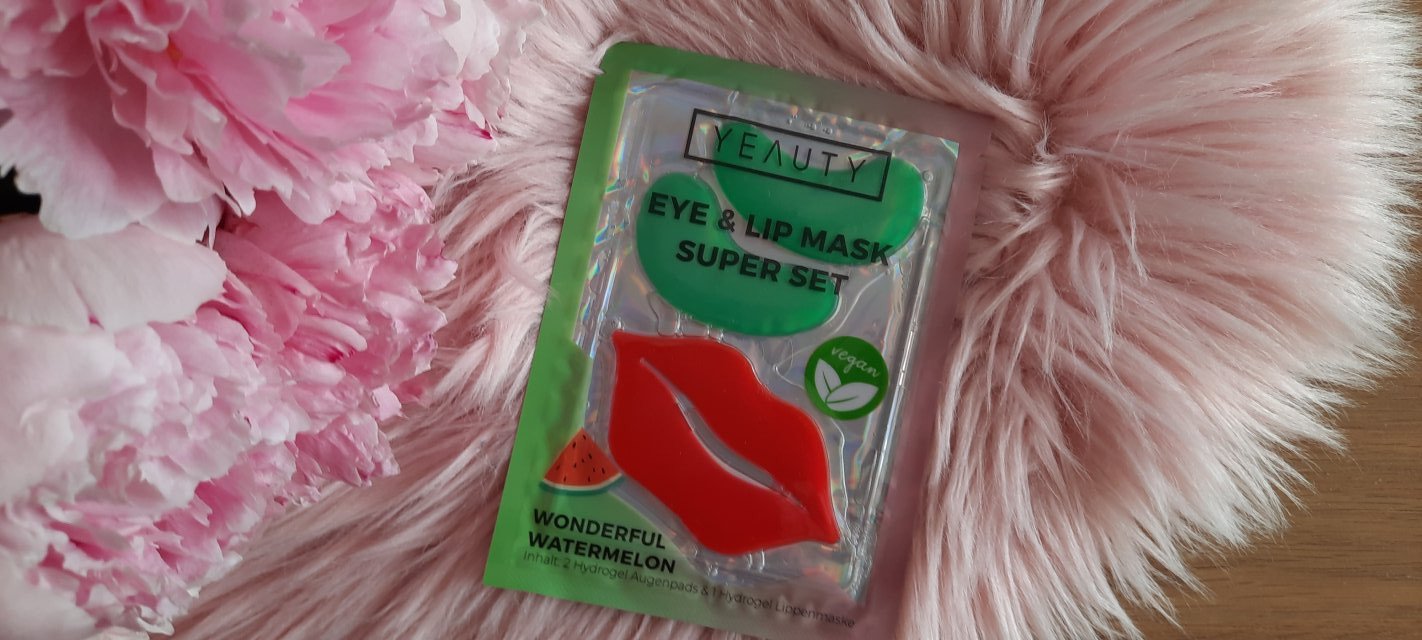 YEAUTY
EYE & LIP MASK
SUPER SET
vegan
WONDERFUL
WATERMELON
Inhalt: 2 Hydrogel Augenpads & 1 Hydrogel Lippenmaske